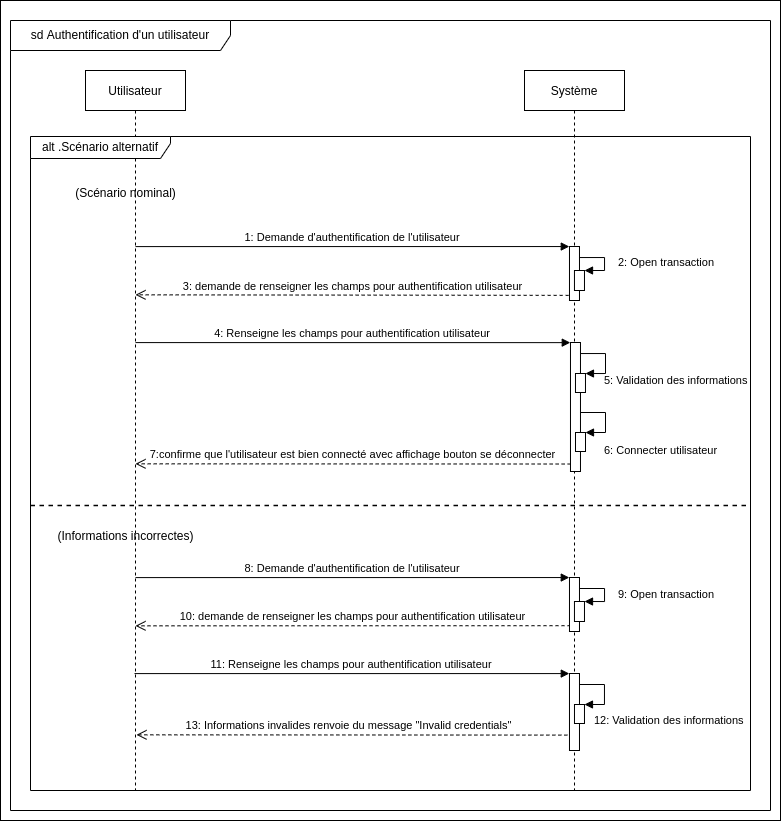 sd Authentification d'un utilisateur
Utilisateur
Système
alt .Scénario alternatif
(Scénario nominal)
1: Demande d'authentification de l'utilisateur
2: Open transaction
3: demande de renseigner les champs pour authentification utilisateur
4: Renseigne les champs pour authentification utilisateur
5: Validation des informations
6: Connecter utilisateur
7:confirme que l'utilisateur est bien connecté avec affichage bouton se déconnecter
(Informations incorrectes)
8: Demande d'authentification de l'utilisateur
9: Open transaction
10: demande de renseigner les champs pour authentification utilisateur
11: Renseigne les champs pour authentification utilisateur
12: Validation des informations
13: Informations invalides renvoie du message "Invalid credentials"